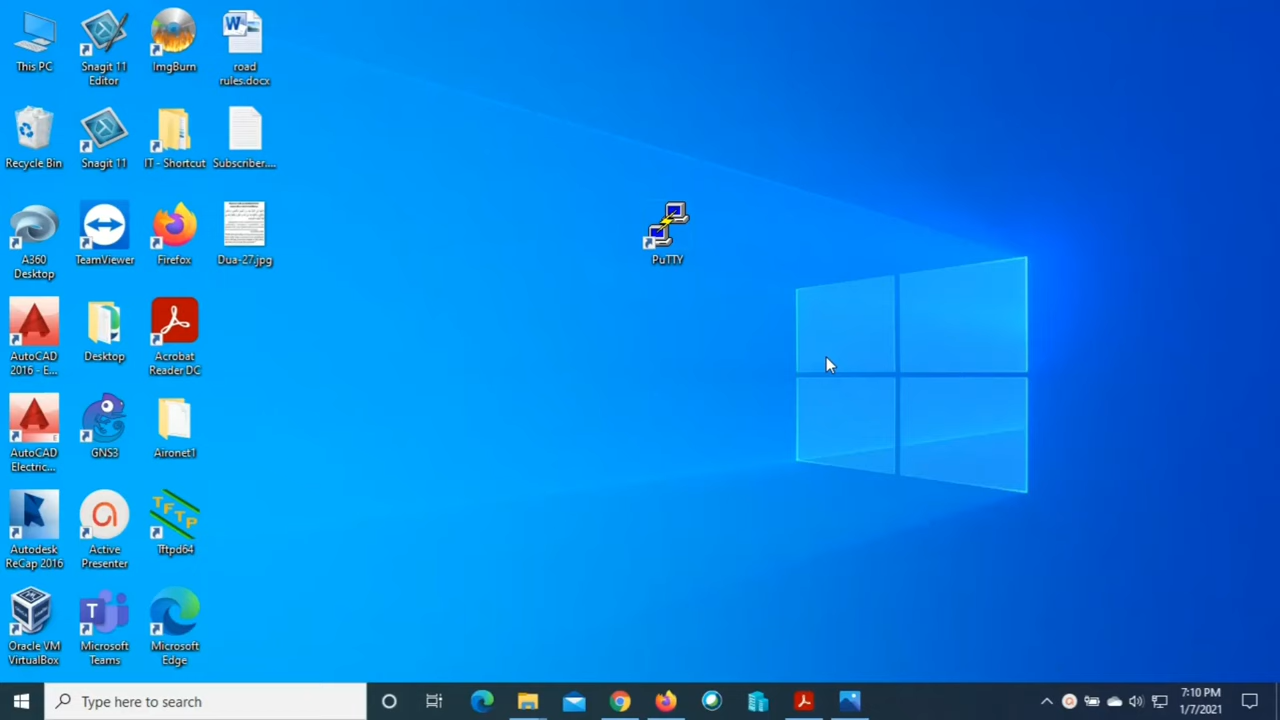 This PC
Snagit 11
Editor
ImgBurn
road
rules.docx
Recycle Bin
Snagit 11
IT - Shortcut
Subscriber....
A360
Desktop
TeamViewer
Firefox
Dua-27.jpg
PuTTY
AutoCAD
2016 - E...
Desktop
Acrobat
Reader DC
AutoCAD
Electric...
GNS3
Aironet1
Autodesk
ReCap 2016
Active
Presenter
TFTP
Tftpd64
Oracle VM
VirtualBox
Microsoft
Teams
Microsoft
Edge
Type here to search
7:10 PM
1/7/2021